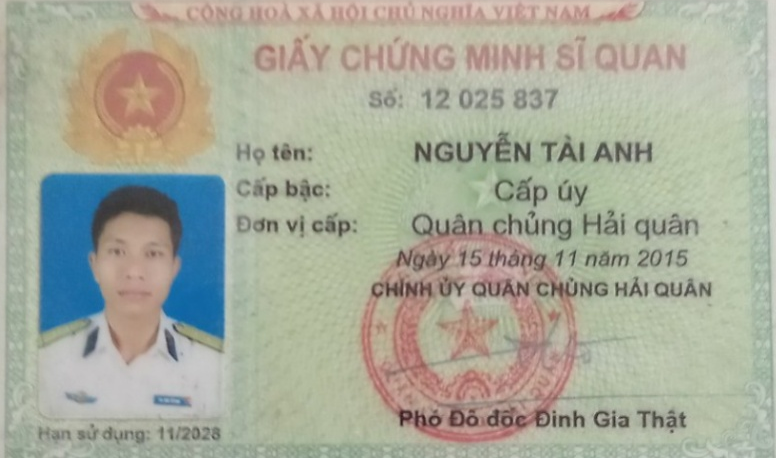 CỘNG HOÀ XÃ HỘI CHỦ NGHĨA VIỆT NAM
GIẤY CHỨNG MINH SĨ QUAN
Số: 12 025 837
Họ tên: NGUYỄN TÀI ANH
Cấp bậc: Cấp úy
Đơn vị cấp: Quân chủng Hải quân
Ngày 15 tháng 11 năm 2015
CHÍNH ỦY QUÂN CHỦNG HẢI QUÂN
Phó Đô đốc Đinh Gia Thật
Hạn sử dụng: 11/2028